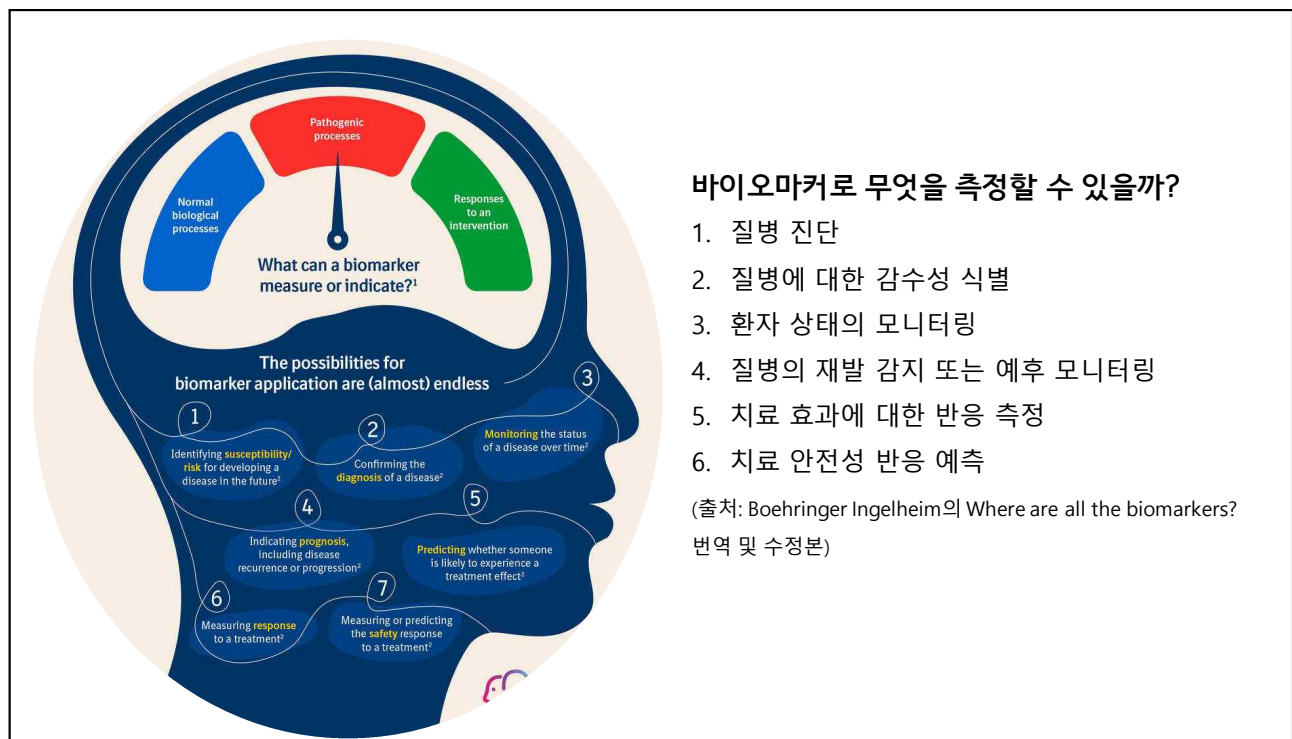 Pathogenic
processes
Normal
biological
processes
Responses
to an
intervention
What can a biomarker
measure or indicate?¹
The possibilities for
biomarker application are (almost) endless
1
Identifying susceptibility/
risk for developing a
disease in the future²
2
Confirming the
diagnosis of a disease²
3
Monitoring the status
of a disease over time²
4
Indicating prognosis,
including disease
recurrence or progression²
5
Predicting whether someone
is likely to experience a
treatment effect²
6
Measuring response
to a treatment²
7
Measuring or predicting
the safety response
to a treatment²
바이오마커로 무엇을 측정할 수 있을까?
1. 질병 진단
2. 질병에 대한 감수성 식별
3. 환자 상태의 모니터링
4. 질병의 재발 감지 또는 예후 모니터링
5. 치료 효과에 대한 반응 측정
6. 치료 안전성 반응 예측
(출처: Boehringer Ingelheim의 Where are all the biomarkers?
번역 및 수정본)